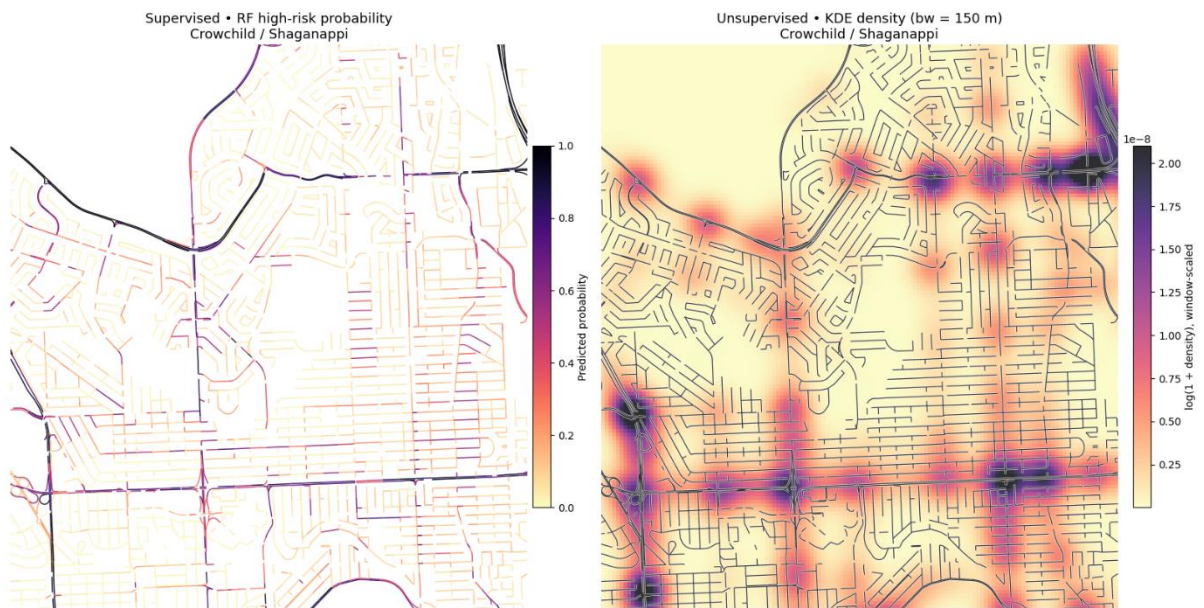 Supervised • RF high-risk probability
Crowchild / Shaganappi
1.0
0.8
0.6
0.4
0.2
0.0
Predicted probability
Unsupervised • KDE density (bw = 150 m)
Crowchild / Shaganappi
1e−8
2.00
1.75
1.50
1.25
1.00
0.75
0.50
0.25
log(1 + density), window-scaled